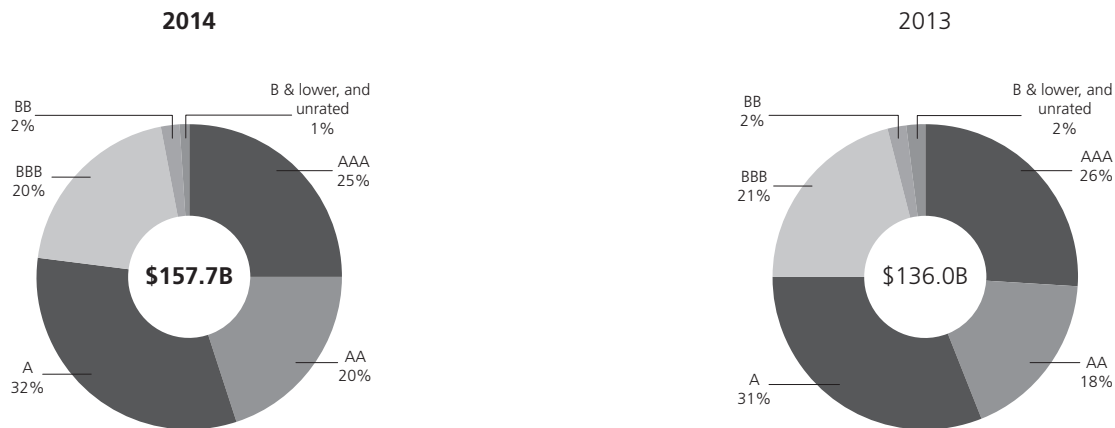 2014
BB
2%
B & lower, and
unrated
1%
AAA
25%
BBB
20%
$157.7B
A
32%
AA
20%
2013
BB
2%
B & lower, and
unrated
2%
AAA
26%
BBB
21%
$136.0B
A
31%
AA
18%